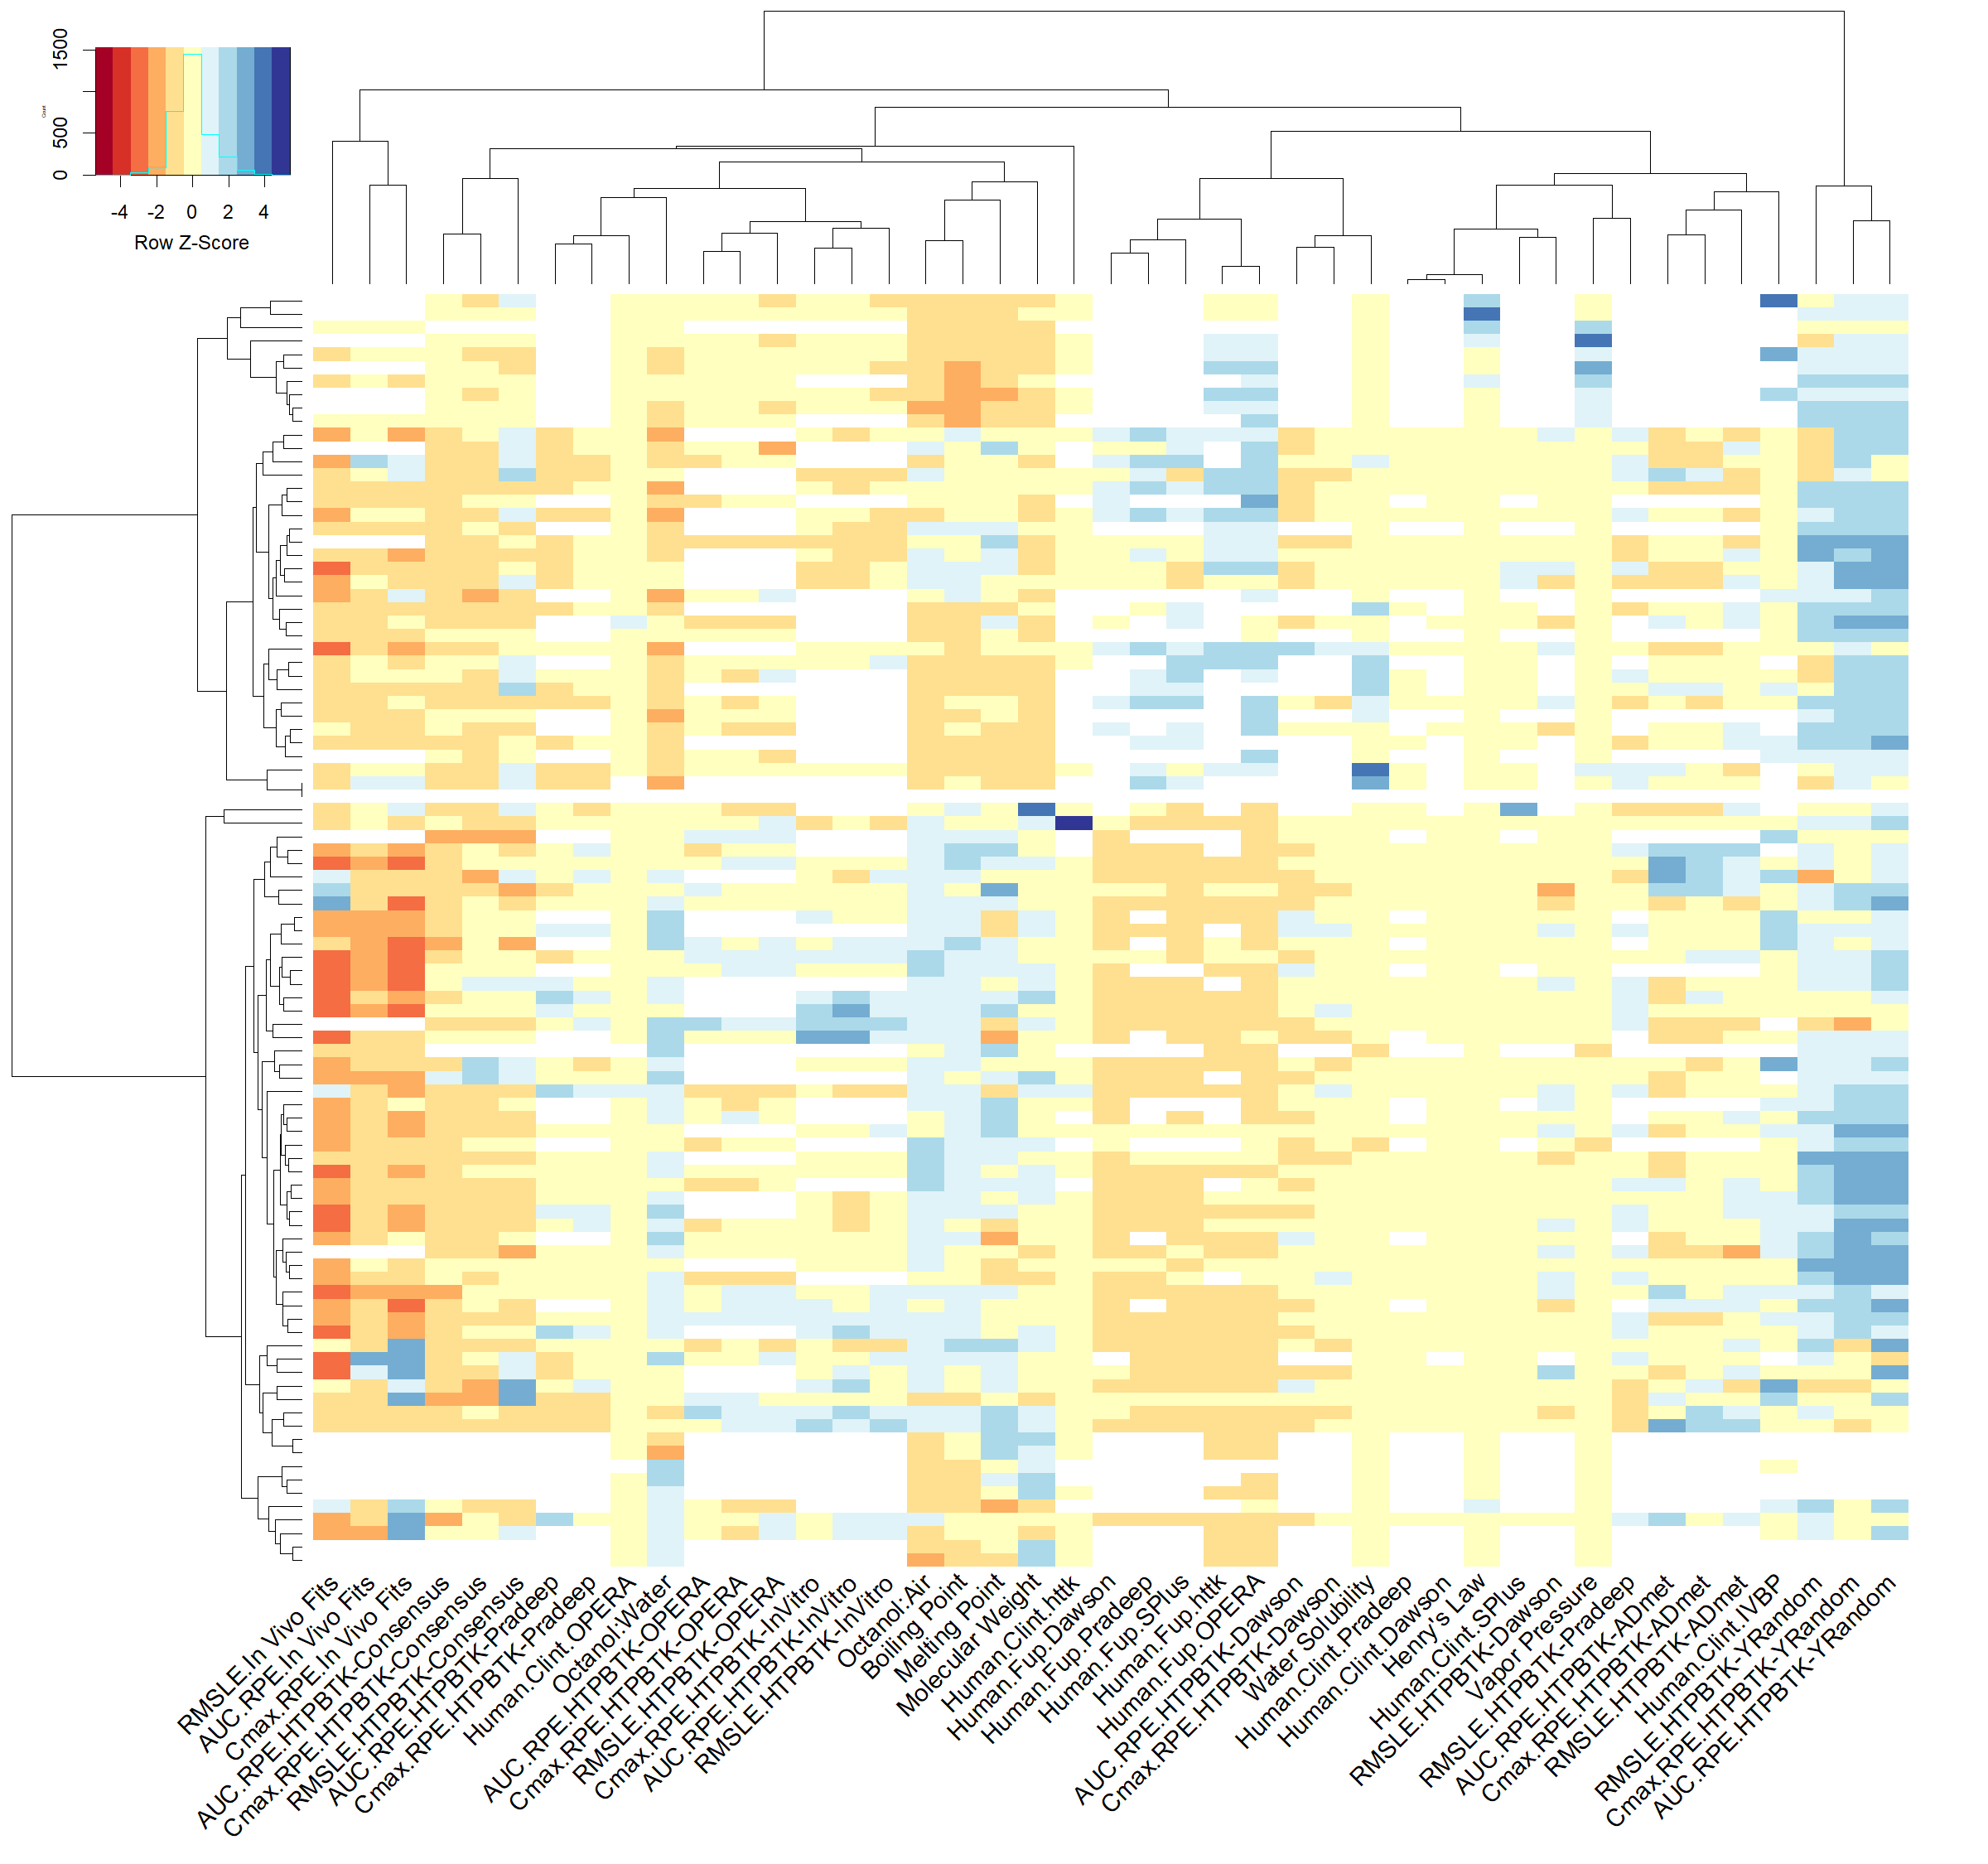 1500
500
0
Count
-4 -2 0 2 4
Row Z-Score
RMSLE.In Vivo Fits
AUC.RPE.In Vivo Fits
Cmax.RPE.In Vivo Fits
AUC.RPE.HTPBTK-Consensus
Cmax.RPE.HTPBTK-Consensus
RMSLE.HTPBTK-Consensus
AUC.RPE.HTPBTK-Pradeep
Cmax.RPE.HTPBTK-Pradeep
Human.Clint.OPERA
Octanol:Water
AUC.RPE.HTPBTK-OPERA
Cmax.RPE.HTPBTK-OPERA
RMSLE.HTPBTK-OPERA
Cmax.RPE.HTPBTK-InVitro
AUC.RPE.HTPBTK-InVitro
RMSLE.HTPBTK-InVitro
Octanol:Air
Boiling Point
Melting Point
Molecular Weight
Human.Clint.httk
Human.Fup.Dawson
Human.Fup.Pradeep
Human.Fup.SPlus
Human.Fup.httk
Human.Fup.OPERA
AUC.RPE.HTPBTK-Dawson
Cmax.RPE.HTPBTK-Dawson
Water Solubility
Human.Clint.Pradeep
Human.Clint.Dawson
Henry's Law
Human.Clint.SPlus
RMSLE.HTPBTK-Dawson
Vapor Pressure
RMSLE.HTPBTK-Pradeep
AUC.RPE.HTPBTK-ADmet
Cmax.RPE.HTPBTK-ADmet
RMSLE.HTPBTK-ADmet
Human.Clint.IVBP
RMSLE.HTPBTK-YRandom
Cmax.RPE.HTPBTK-YRandom
AUC.RPE.HTPBTK-YRandom